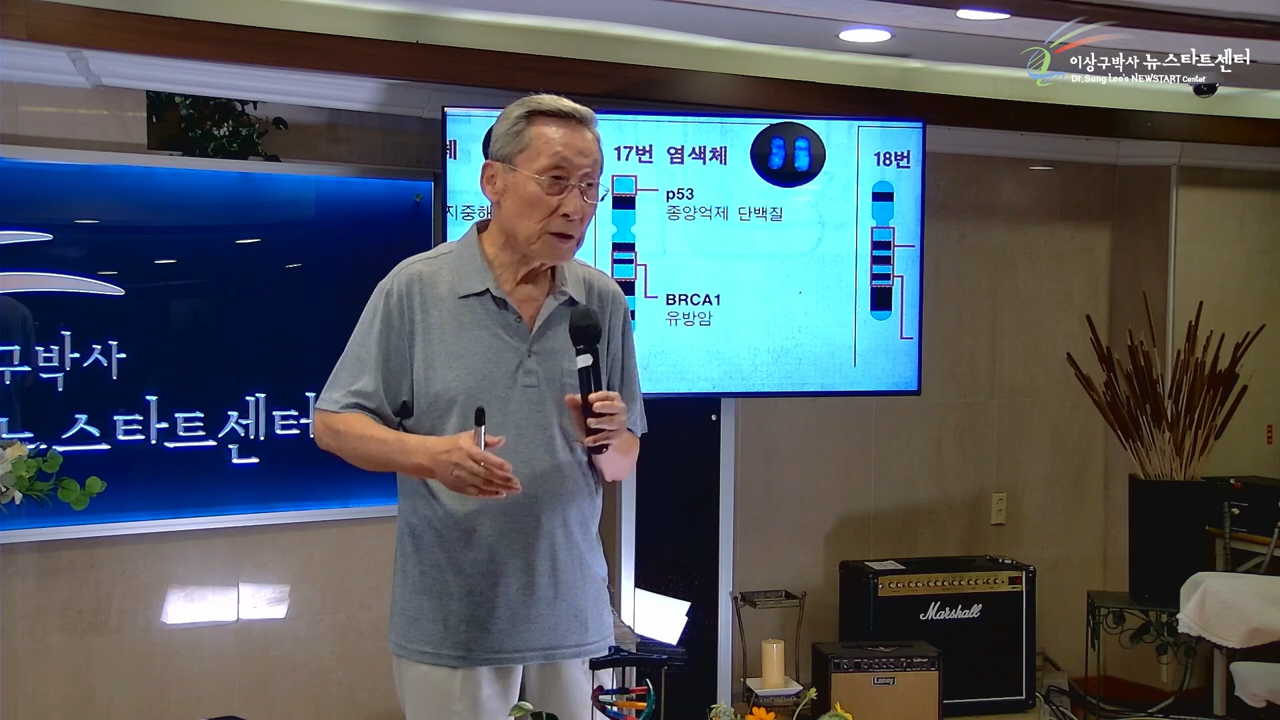 이상구박사 뉴스타트센터
Dr. Sang Lee's NEWSTART Center
17번 염색체
18번
p53
지중해
종양억제 단백질
BRCA1
유방암
구박사
뉴스타트센터
Marshall
Laney